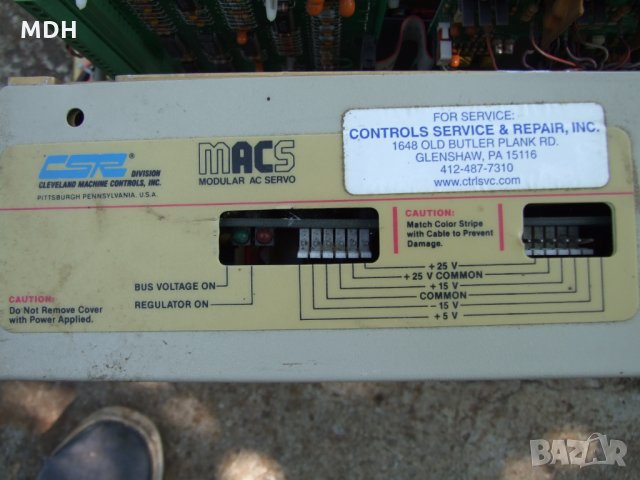 MDH
FOR SERVICE:
CONTROLS SERVICE & REPAIR, INC.
1648 OLD BUTLER PLANK RD.
GLENSHAW, PA 15116
412-487-7310
www.ctrlsvc.com
CSR® DIVISION
CLEVELAND MACHINE CONTROLS, INC.
PITTSBURGH PENNSYLVANIA. U.S.A.
MACS
MODULAR AC SERVO
CAUTION:
Match Color Stripe
with Cable to Prevent
Damage.
BUS VOLTAGE ON
REGULATOR ON
+ 25 V
+ 25 V COMMON
+ 15 V
COMMON
- 15 V
+ 5 V
CAUTION:
Do Not Remove Cover
with Power Applied.
BAZAR